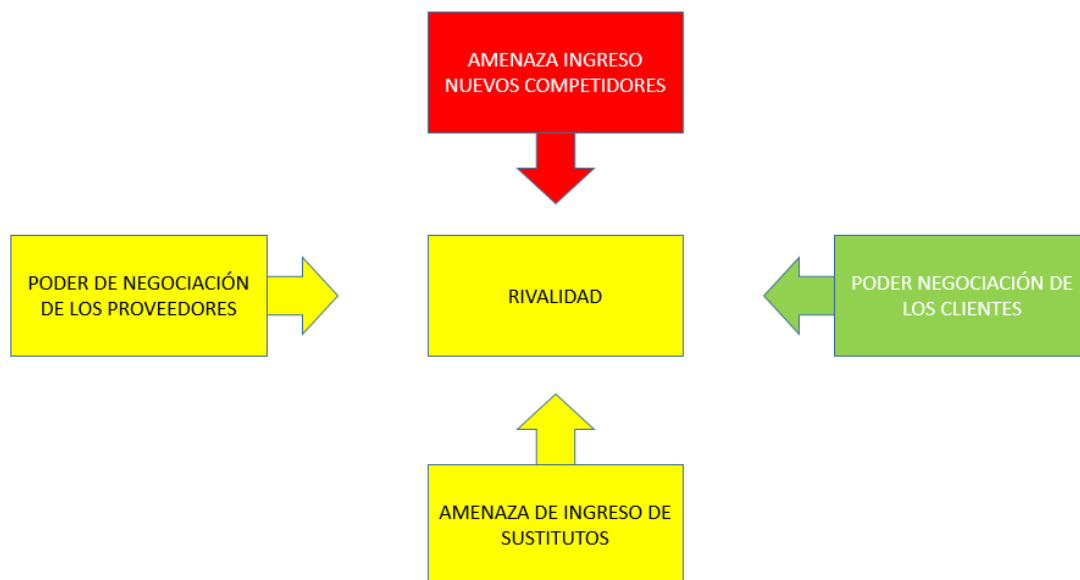 AMENAZA INGRESO
NUEVOS COMPETIDORES
PODER DE NEGOCIACIÓN
DE LOS PROVEEDORES
RIVALIDAD
PODER NEGOCIACIÓN DE
LOS CLIENTES
AMENAZA DE INGRESO DE
SUSTITUTOS